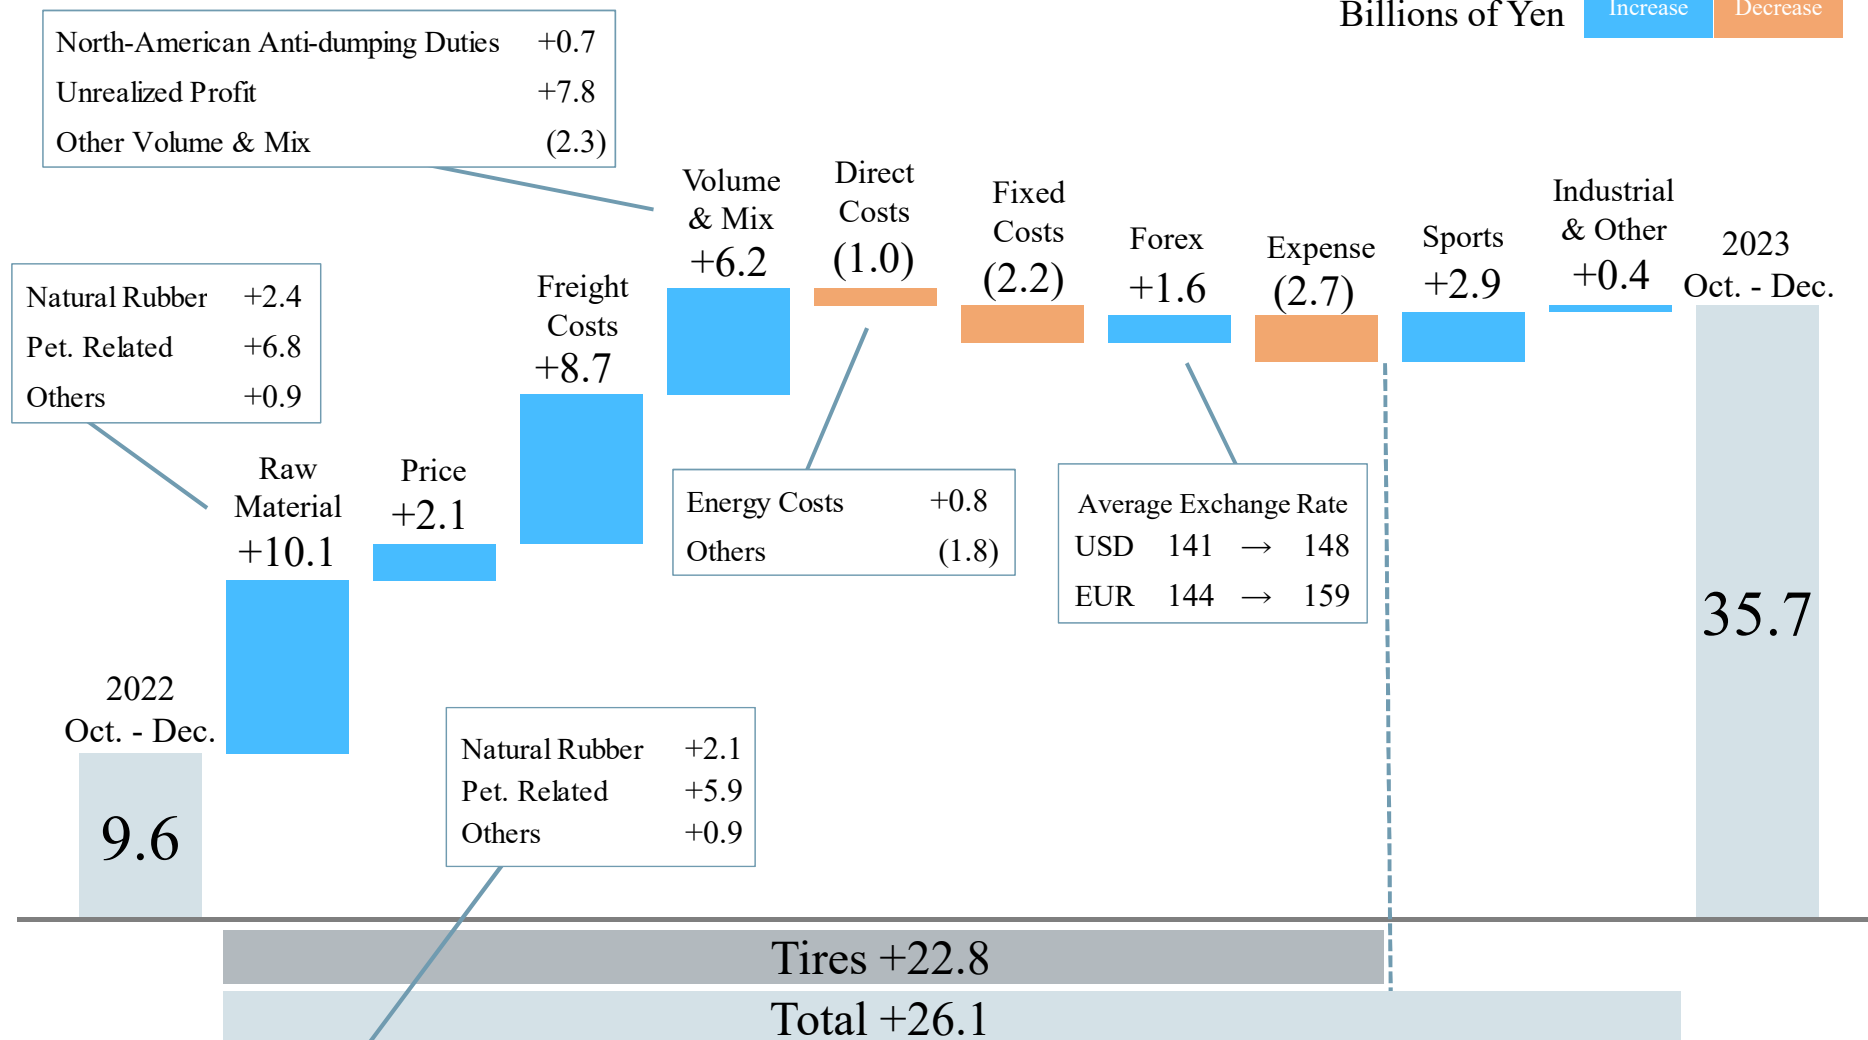 Billions of Yen Increase Decrease
North-American Anti-dumping Duties +0.7
Unrealized Profit +7.8
Other Volume & Mix (2.3)
Natural Rubber +2.4
Pet. Related +6.8
Others +0.9
2022
Oct. - Dec.
9.6
Raw
Material
+10.1
Price
+2.1
Freight
Costs
+8.7
Volume
& Mix
+6.2
Direct
Costs
(1.0)
Fixed
Costs
(2.2)
Forex
+1.6
Expense
(2.7)
Sports
+2.9
Industrial
& Other
+0.4
2023
Oct. - Dec.
35.7
Energy Costs +0.8
Others (1.8)
Average Exchange Rate
USD 141 → 148
EUR 144 → 159
Natural Rubber +2.1
Pet. Related +5.9
Others +0.9
Tires +22.8
Total +26.1